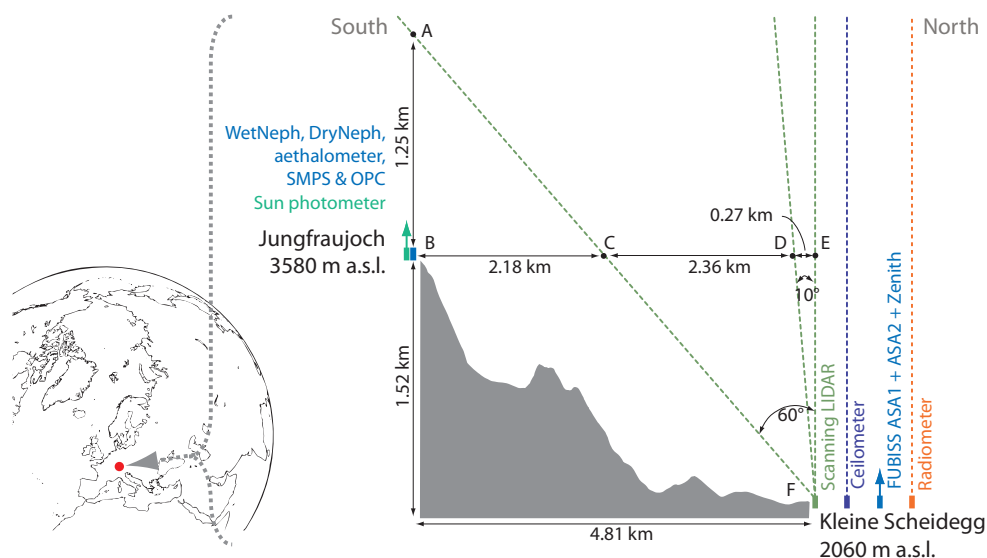 South
North
A
1.25 km
WetNeph, DryNeph,
aethalometer,
SMPS & OPC
Sun photometer
Jungfraujoch
3580 m a.s.l.
B
C
D
E
0.27 km
2.18 km
2.36 km
10°
1.52 km
60°
F
Scanning LIDAR
Ceilometer
FUBISS ASA1 + ASA2 + Zenith
Radiometer
4.81 km
Kleine Scheidegg
2060 m a.s.l.